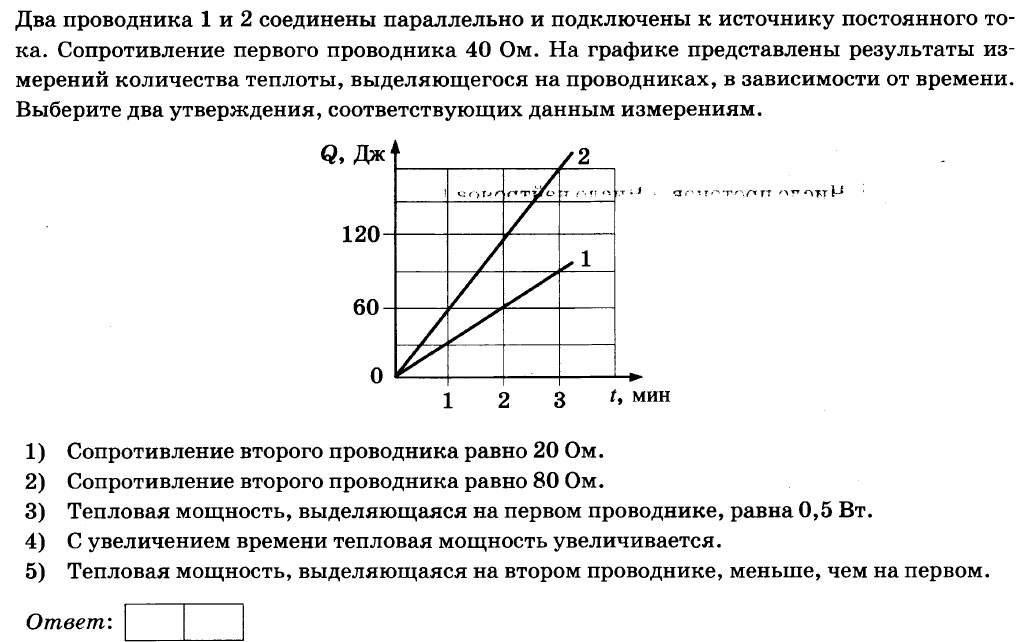 Два проводника 1 и 2 соединены параллельно и подключены к источнику постоянного то-
ка. Сопротивление первого проводника 40 Ом. На графике представлены результаты из-
мерений количества теплоты, выделяющегося на проводниках, в зависимости от времени.
Выберите два утверждения, соответствующих данным измерениям.
Q, Дж
2
120
1
60
0
1 2 3 t, мин
1) Сопротивление второго проводника равно 20 Ом.
2) Сопротивление второго проводника равно 80 Ом.
3) Тепловая мощность, выделяющаяся на первом проводнике, равна 0,5 Вт.
4) С увеличением времени тепловая мощность увеличивается.
5) Тепловая мощность, выделяющаяся на втором проводнике, меньше, чем на первом.
Ответ: